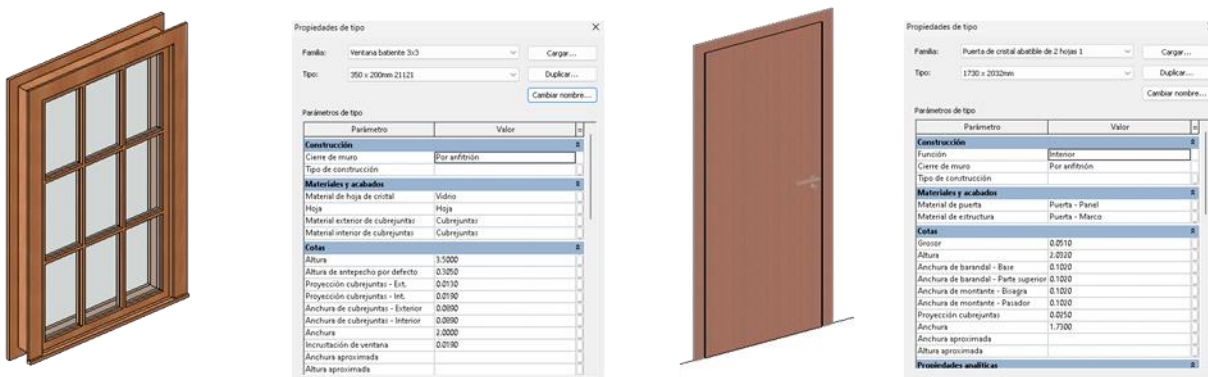 Propiedades de tipo
Familia: Ventana batiente 3x3 Cargar...
Tipo: 350 x 200mm 21121 Duplicar...
Cambiar nombre...
Parámetros de tipo
Parámetro Valor =
Construcción
Cierre de muro Por anfitrión
Tipo de construcción
Materiales y acabados
Material de hoja de cristal Vidrio
Hoja Hoja
Material exterior de cubrejuntas Cubrejuntas
Material interior de cubrejuntas Cubrejuntas
Cotas
Altura 3.5000
Altura de antepecho por defecto 0.3050
Proyección cubrejuntas - Ext. 0.0130
Proyección cubrejuntas - Int. 0.0190
Anchura de cubrejuntas - Exterior 0.0890
Anchura de cubrejuntas - Interior 0.0890
Anchura 2.0000
Incrustación de ventana 0.0190
Anchura aproximada
Altura aproximada
Propiedades de tipo
Familia: Puerta de cristal abatible de 2 hojas 1 Cargar...
Tipo: 1730 x 2032mm Duplicar...
Cambiar nombre...
Parámetros de tipo
Parámetro Valor =
Construcción
Función Interior
Cierre de muro Por anfitrión
Tipo de construcción
Materiales y acabados
Material de puerta Puerta - Panel
Material de estructura Puerta - Marco
Cotas
Grosor 0.0510
Altura 2.0320
Anchura de barandal - Base 0.1020
Anchura de barandal - Parte superior 0.1020
Anchura de montante - Bisagra 0.1020
Anchura de montante - Pasador 0.1020
Proyección cubrejuntas 0.0250
Anchura 1.7300
Anchura aproximada
Altura aproximada
Propiedades analíticas